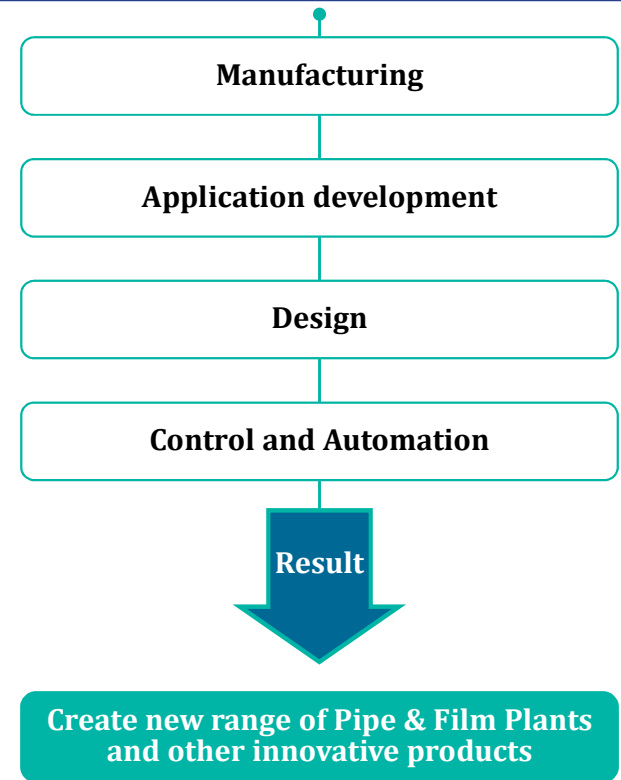 Manufacturing
Application development
Design
Control and Automation
Result
Create new range of Pipe & Film Plants
and other innovative products